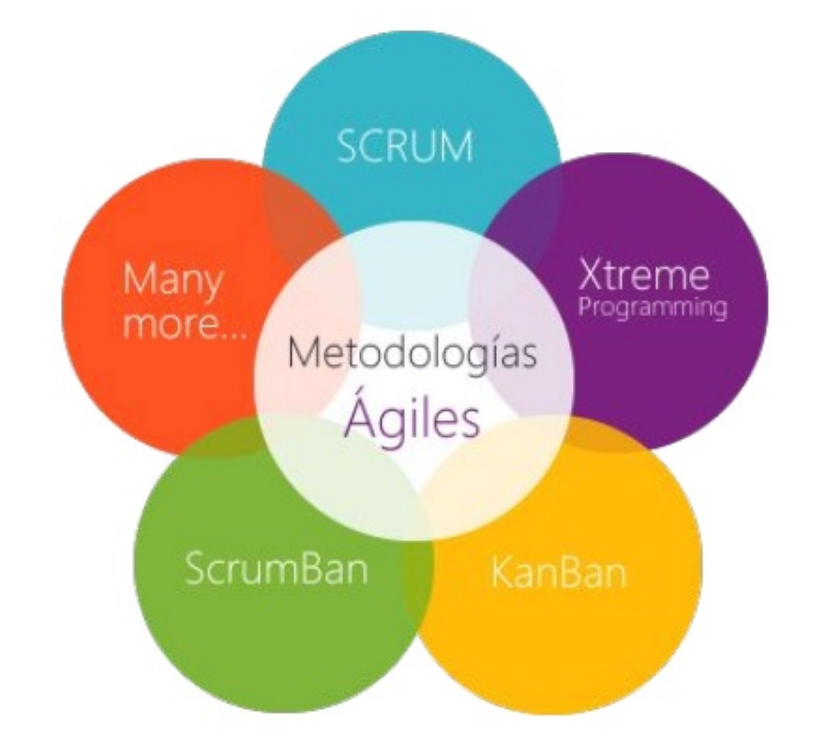 SCRUM
Xtreme
Programming
Many
more...
Metodologías
Ágiles
ScrumBan
KanBan